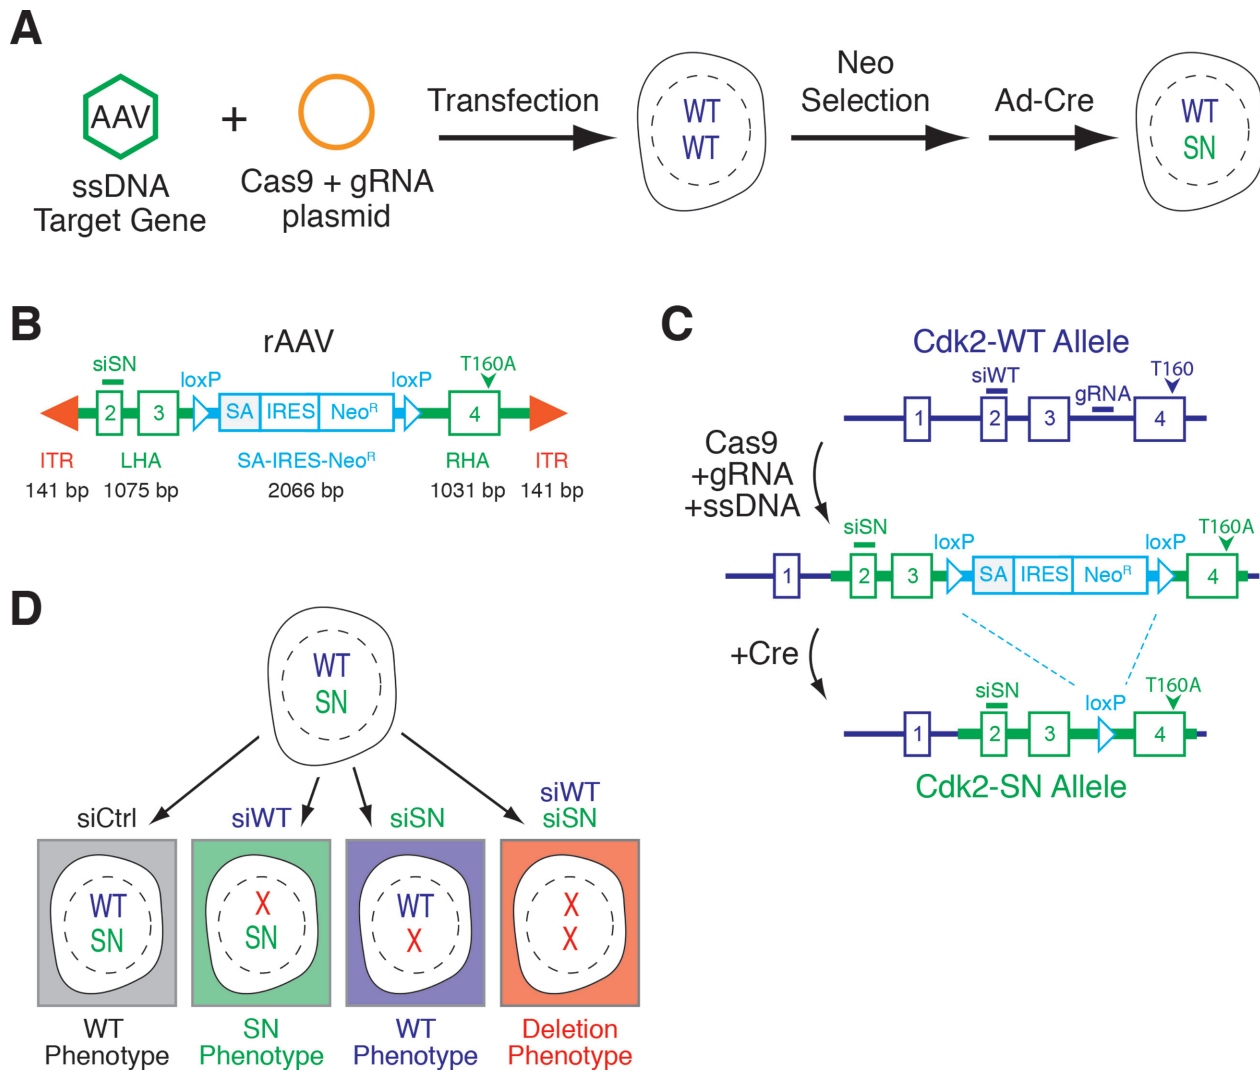 A
AAV
ssDNA
Target Gene
+
Cas9 + gRNA
plasmid
Transfection
WT
WT
Neo
Selection
Ad-Cre
WT
SN
B
rAAV
siSN
loxP
loxP
T160A
2
3
SA
IRES
Neoᴿ
4
ITR
LHA
SA-IRES-Neoᴿ
RHA
ITR
141 bp
1075 bp
2066 bp
1031 bp
141 bp
C
Cdk2-WT Allele
siWT
gRNA
T160
1
2
3
4
Cas9
+gRNA
+ssDNA
siSN
loxP
loxP
T160A
1
2
3
SA
IRES
Neoᴿ
4
+Cre
siSN
loxP
T160A
1
2
3
4
Cdk2-SN Allele
D
WT
SN
siCtrl
siWT
siSN
siWT
siSN
WT
SN
X
SN
WT
X
X
X
WT
Phenotype
SN
Phenotype
WT
Phenotype
Deletion
Phenotype